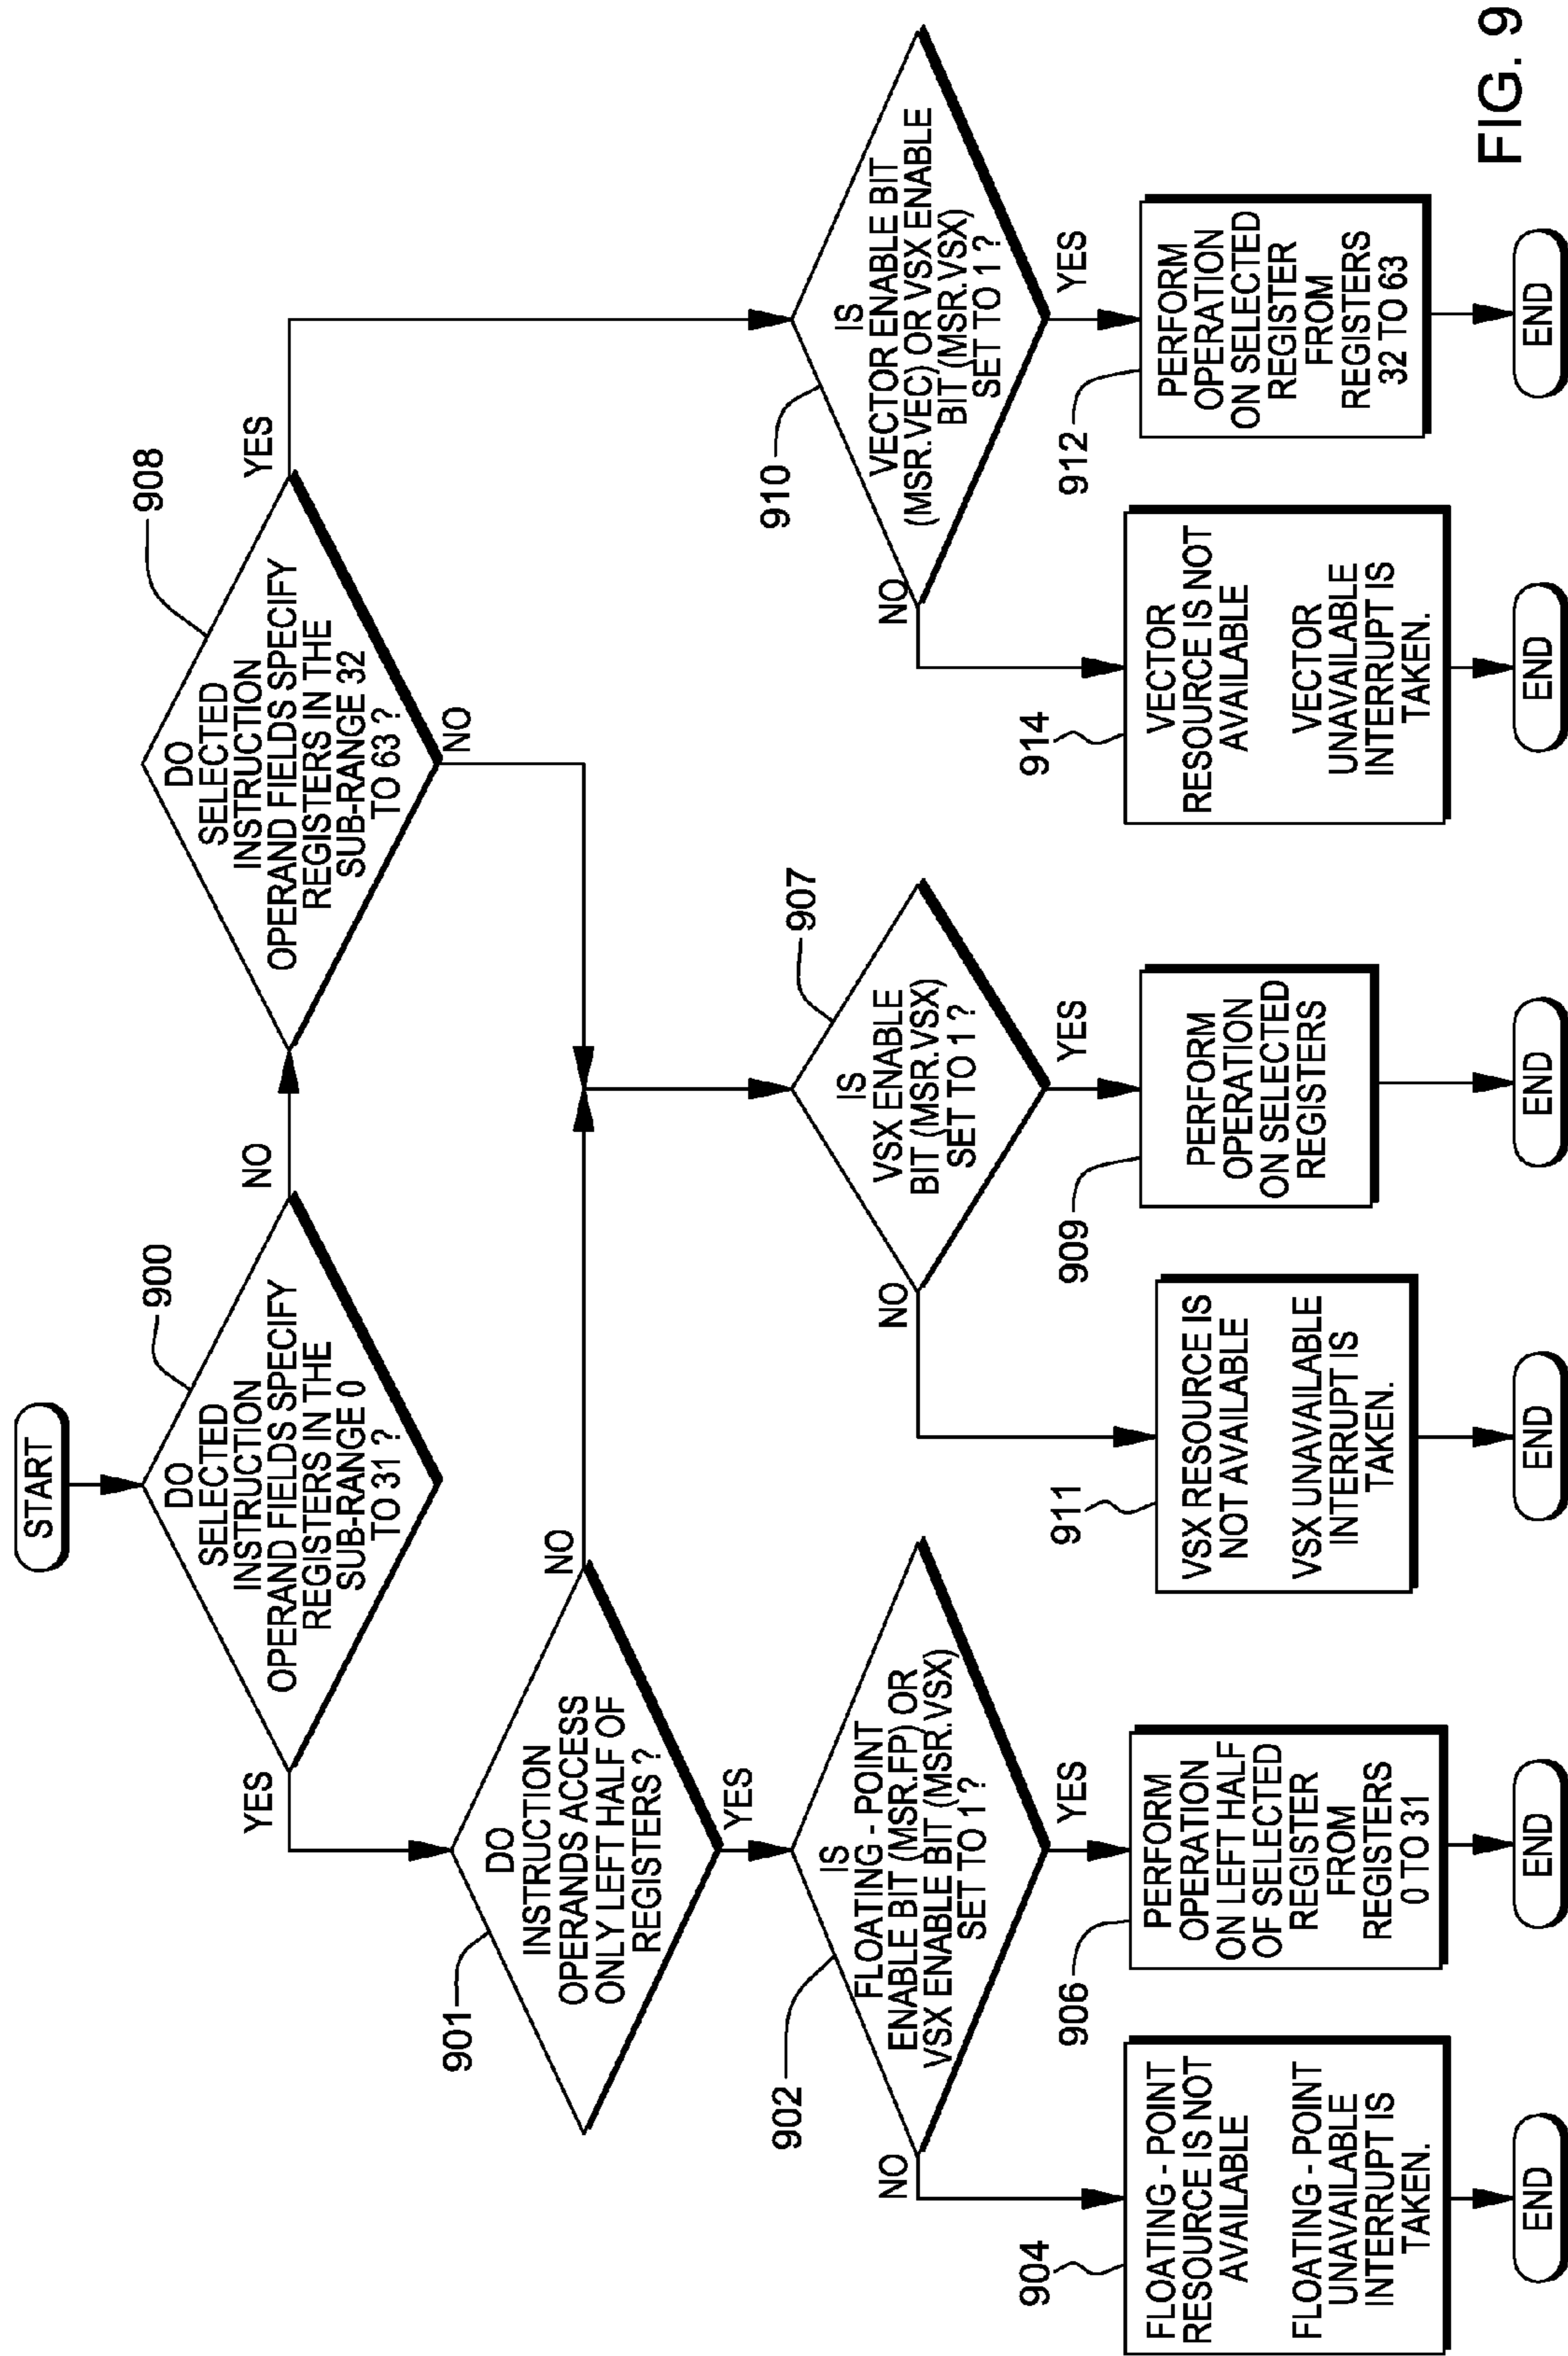 START
DO
SELECTED
INSTRUCTION
OPERAND FIELDS SPECIFY
REGISTERS IN THE
SUB-RANGE 0
TO 31 ?
900
YES
NO
DO
SELECTED
INSTRUCTION
OPERAND FIELDS SPECIFY
REGISTERS IN THE
SUB-RANGE 32
TO 63 ?
908
YES
NO
901
DO
INSTRUCTION
OPERANDS ACCESS
ONLY LEFT HALF OF
REGISTERS ?
NO
YES
902
IS
FLOATING - POINT
ENABLE BIT (MSR.FP) OR
VSX ENABLE BIT (MSR.VSX)
SET TO 1 ?
NO
YES
IS
VSX ENABLE
BIT (MSR.VSX)
SET TO 1 ?
907
NO
YES
910
IS
VECTOR ENABLE BIT
(MSR.VEC) OR VSX ENABLE
BIT (MSR.VSX)
SET TO 1 ?
NO
YES
904
FLOATING - POINT
RESOURCE IS NOT
AVAILABLE
FLOATING - POINT
UNAVAILABLE
INTERRUPT IS
TAKEN.
906
PERFORM
OPERATION
ON LEFT HALF
OF SELECTED
REGISTER
FROM
REGISTERS
0 TO 31
911
VSX RESOURCE IS
NOT AVAILABLE
VSX UNAVAILABLE
INTERRUPT IS
TAKEN.
909
PERFORM
OPERATION
ON SELECTED
REGISTERS
914
VECTOR
RESOURCE IS NOT
AVAILABLE
VECTOR
UNAVAILABLE
INTERRUPT IS
TAKEN.
912
PERFORM
OPERATION
ON SELECTED
REGISTER
FROM
REGISTERS
32 TO 63
END
END
END
END
END
END
FIG. 9